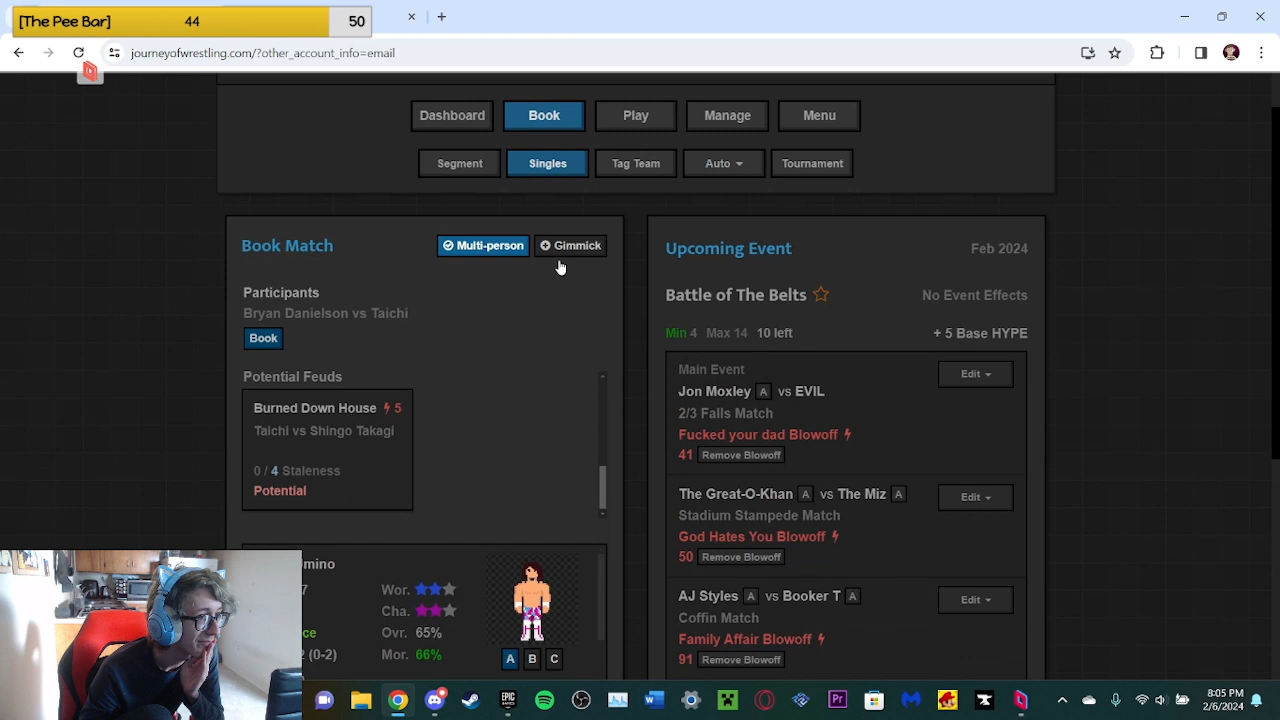 [The Pee Bar] 44 50
journeyofwrestling.com/?other_account_info=email
Dashboard Book Play Manage Menu
Segment Singles Tag Team Auto Tournament
Book Match Multi-person Gimmick
Participants
Bryan Danielson vs Taichi
Book
Potential Feuds
Burned Down House 5
Taichi vs Shingo Takagi
0 / 4 Staleness
Potential
Wor.
Cha.
Ovr. 65%
(0-2) Mor. 66%
A B C
Upcoming Event Feb 2024
Battle of The Belts No Event Effects
Min 4 Max 14 10 left + 5 Base HYPE
Main Event Edit
Jon Moxley A vs EVIL
2/3 Falls Match
Fucked your dad Blowoff
41 Remove Blowoff
The Great-O-Khan A vs The Miz A Edit
Stadium Stampede Match
God Hates You Blowoff
50 Remove Blowoff
AJ Styles A vs Booker T A Edit
Coffin Match
Family Affair Blowoff
91 Remove Blowoff
EPIC GAMES
W
Pr
8:05 PM
2/6/2024